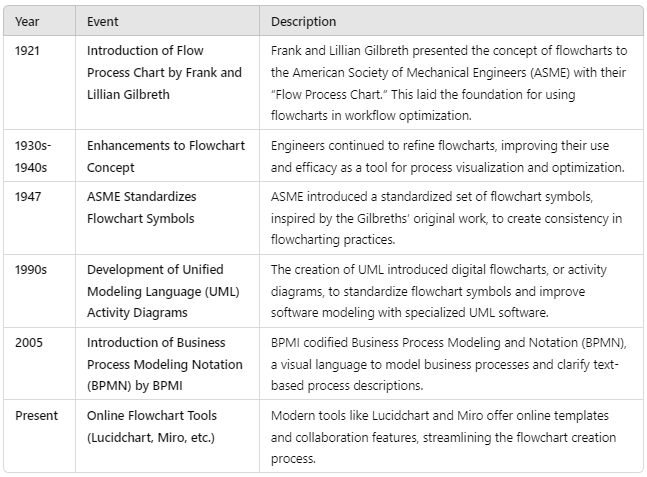 Year Event Description
1921 Introduction of Flow Frank and Lillian Gilbreth presented the concept of flowcharts to
Process Chart by Frank and the American Society of Mechanical Engineers (ASME) with their
Lillian Gilbreth “Flow Process Chart.” This laid the foundation for using
flowcharts in workflow optimization.
1930s- Enhancements to Flowchart Engineers continued to refine flowcharts, improving their use
1940s Concept and efficacy as a tool for process visualization and optimization.
1947 ASME Standardizes ASME introduced a standardized set of flowchart symbols,
Flowchart Symbols inspired by the Gilbreths’ original work, to create consistency in
flowcharting practices.
1990s Development of Unified The creation of UML introduced digital flowcharts, or activity
Modeling Language (UML) diagrams, to standardize flowchart symbols and improve
Activity Diagrams software modeling with specialized UML software.
2005 Introduction of Business BPMI codified Business Process Modeling and Notation (BPMN),
Process Modeling Notation a visual language to model business processes and clarify text-
(BPMN) by BPMI based process descriptions.
Present Online Flowchart Tools Modern tools like Lucidchart and Miro offer online templates
(Lucidchart, Miro, etc.) and collaboration features, streamlining the flowchart creation
process.